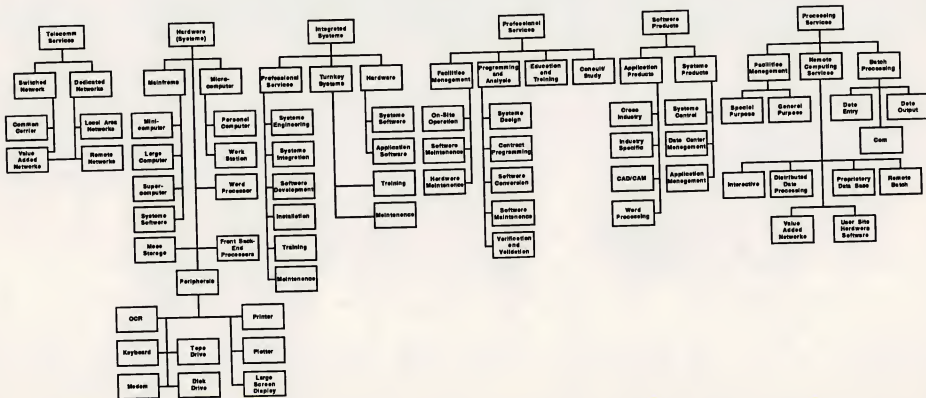 Telecomm
Services
Switched
Network
Dedicated
Networks
Common
Carrier
Local Area
Networks
Value
Added
Networks
Remote
Networks
Hardware
(Systems)
Mainframe
Micro-
computer
Mini-
computer
Personal
Computer
Large
Computer
Work
Station
Super-
computer
Word
Processor
Systems
Software
Mass
Storage
Front Back-
End
Processors
Peripherals
OCR
Printer
Keyboard
Tape
Drive
Plotter
Modem
Disk
Drive
Large
Screen
Display
Integrated
Systems
Professional
Services
Turnkey
Systems
Hardware
Systems
Engineering
Systems
Integration
Software
Development
Installation
Training
Maintenance
Systems
Software
Application
Software
Training
Maintenance
Professional
Services
Facilities
Management
Programming
and
Analysis
Education
and
Training
Consult/
Study
On-Site
Operation
Software
Maintenance
Hardware
Maintenance
Systems
Design
Contract
Programming
Software
Conversion
Software
Maintenance
Verification
and
Validation
Software
Products
Application
Products
Systems
Products
Cross
Industry
Systems
Control
Industry
Specific
Data Center
Management
CAD/CAM
Application
Management
Word
Processing
Processing
Services
Facilities
Management
Remote
Computing
Services
Batch
Processing
Special
Purpose
General
Purpose
Data
Entry
Data
Output
Com
Interactive
Distributed
Data
Processing
Proprietary
Data Base
Remote
Batch
Value
Added
Networks
User Site
Hardware
Software